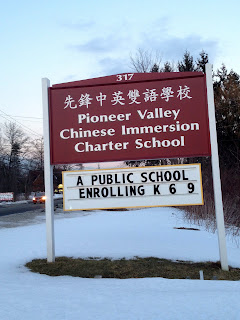 317
先鋒中英雙語學校
Pioneer Valley
Chinese Immersion
Charter School
A PUBLIC SCHOOL
ENROLLING K 6 9